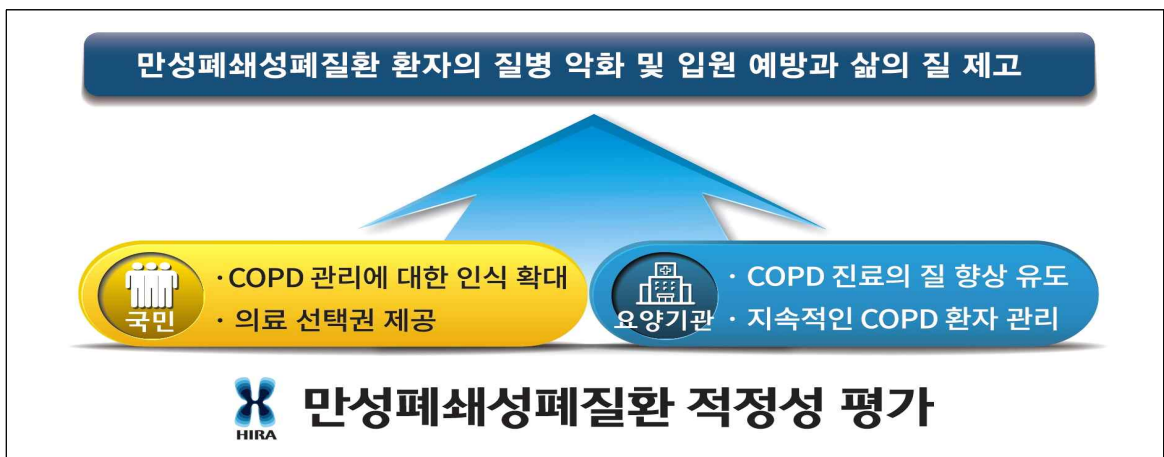 만성폐쇄성폐질환 환자의 질병 악화 및 입원 예방과 삶의 질 제고
국민
· COPD 관리에 대한 인식 확대
· 의료 선택권 제공
요양기관
· COPD 진료의 질 향상 유도
· 지속적인 COPD 환자 관리
HIRA
만성폐쇄성폐질환 적정성 평가